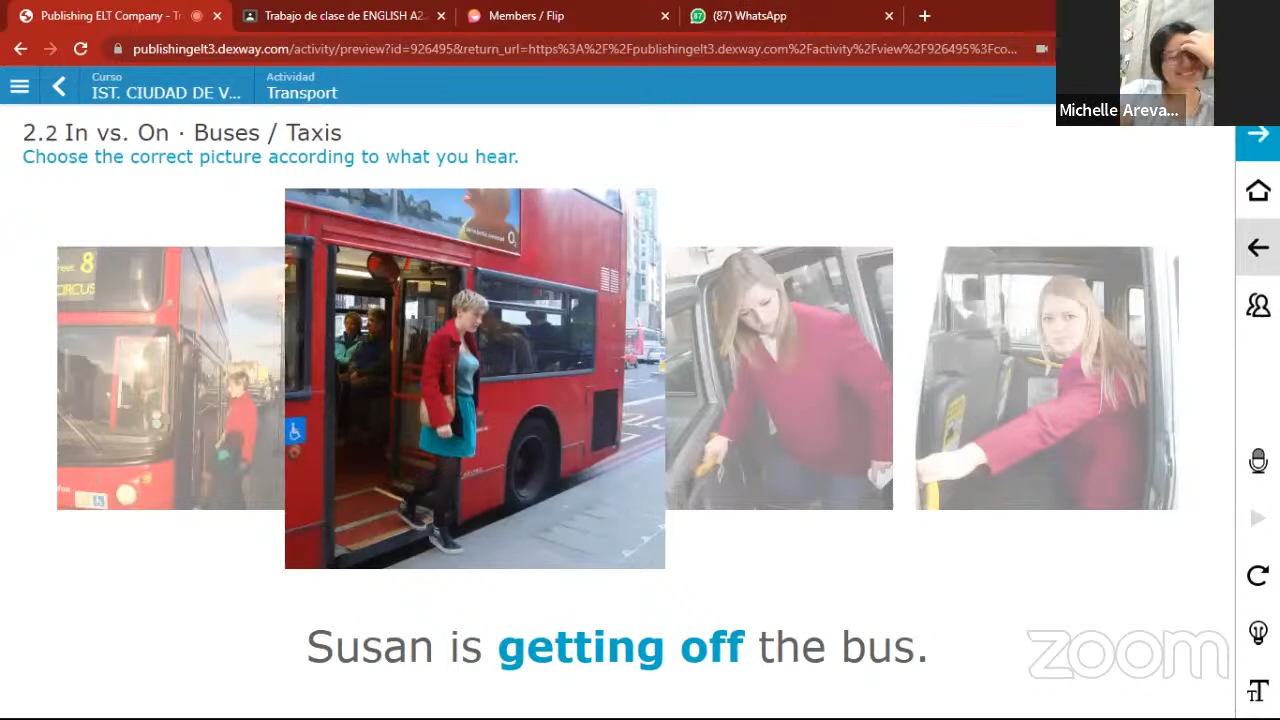 Publishing ELT Company - Tr
Trabajo de clase de ENGLISH A2
Members / Flip
(87) WhatsApp
publishingelt3.dexway.com/activity/preview?id=926495&return_url=https%3A%2F%2Fpublishingelt3.dexway.com%2Factivity%2Fview%2F926495%3Fco...
Curso
IST. CIUDAD DE V...
Actividad
Transport
Michelle Areva...
2.2 In vs. On · Buses / Taxis
Choose the correct picture according to what you hear.
8
CIRCUS
Susan is getting off the bus.
zoom